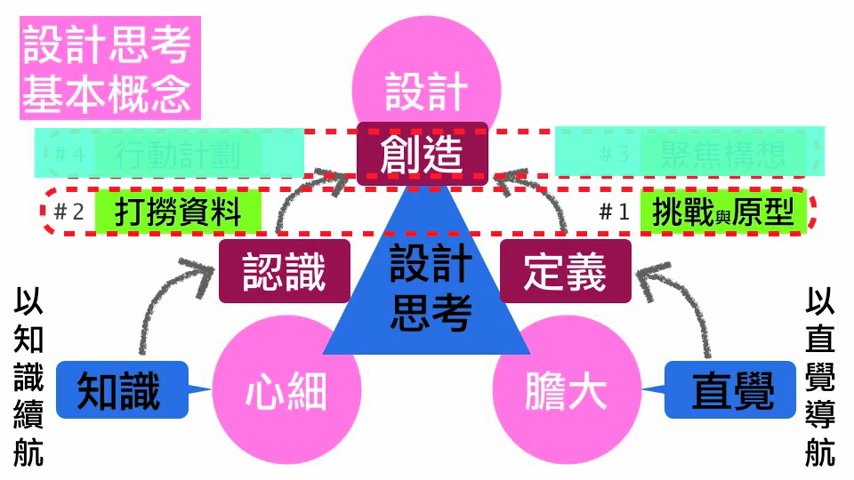 設計思考
基本概念
設計
創造
#4 行動計劃
#3 聚焦構想
#2 打撈資料
#1 挑戰與原型
認識
設計
思考
定義
以知識續航
知識
心細
膽大
直覺
以直覺導航